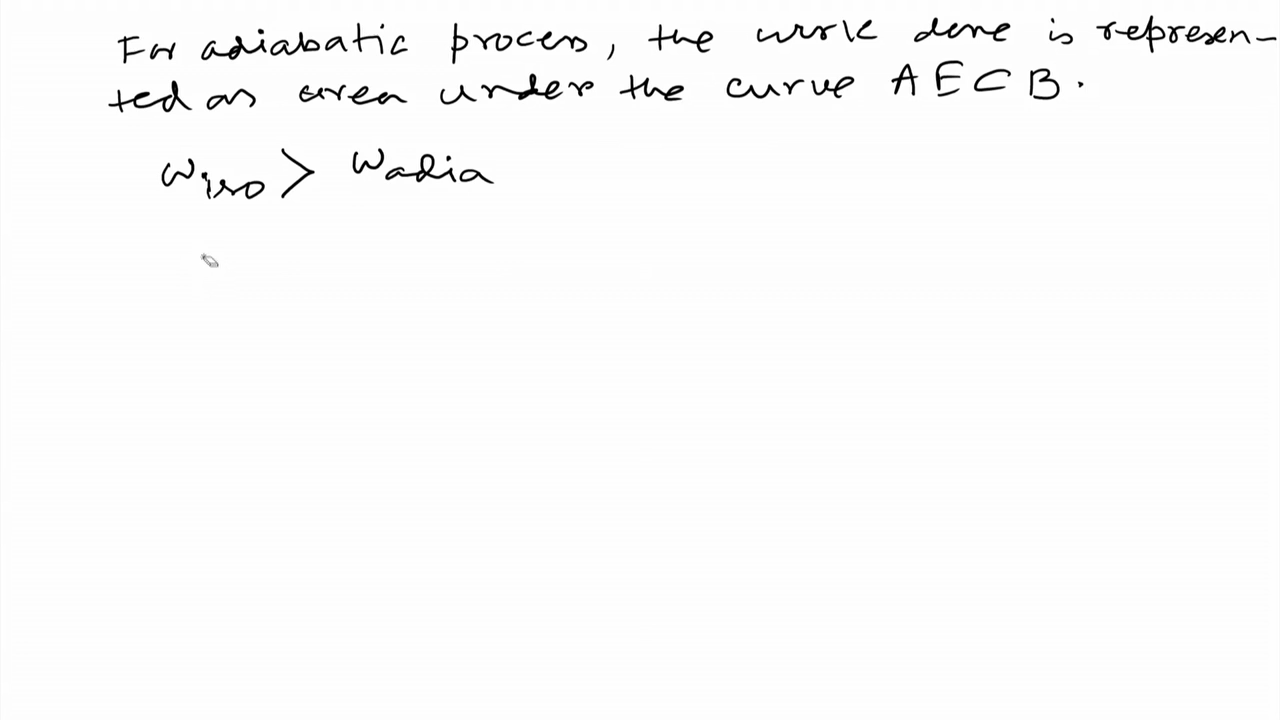 For adiabatic process, the work done is represen-
ted as area under the curve AECB.
Wiso > Wadia